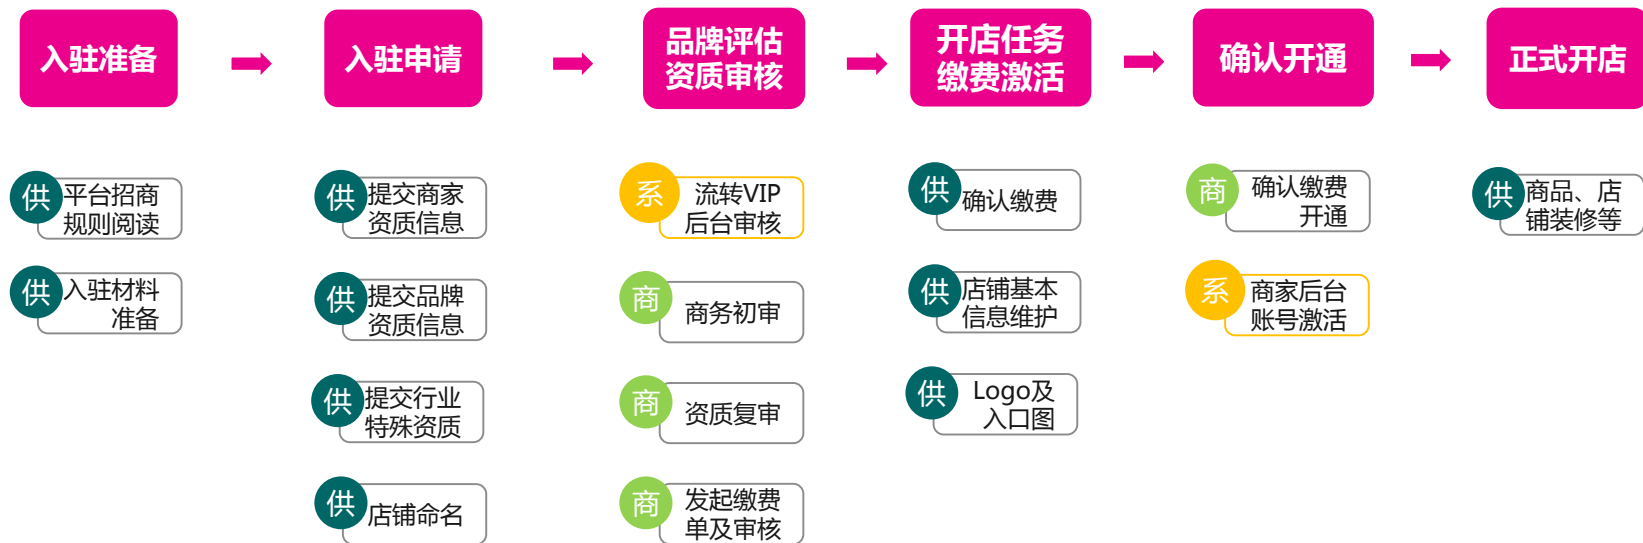 入驻准备
入驻申请
品牌评估
资质审核
开店任务
缴费激活
确认开通
正式开店
供
平台招商
规则阅读
供
入驻材料
准备
供
提交商家
资质信息
供
提交品牌
资质信息
供
提交行业
特殊资质
供
店铺命名
系
流转VIP
后台审核
商
商务初审
商
资质复审
商
发起缴费
单及审核
供
确认缴费
供
店铺基本
信息维护
供
Logo及
入口图
商
确认缴费
开通
系
商家后台
账号激活
供
商品、店
铺装修等